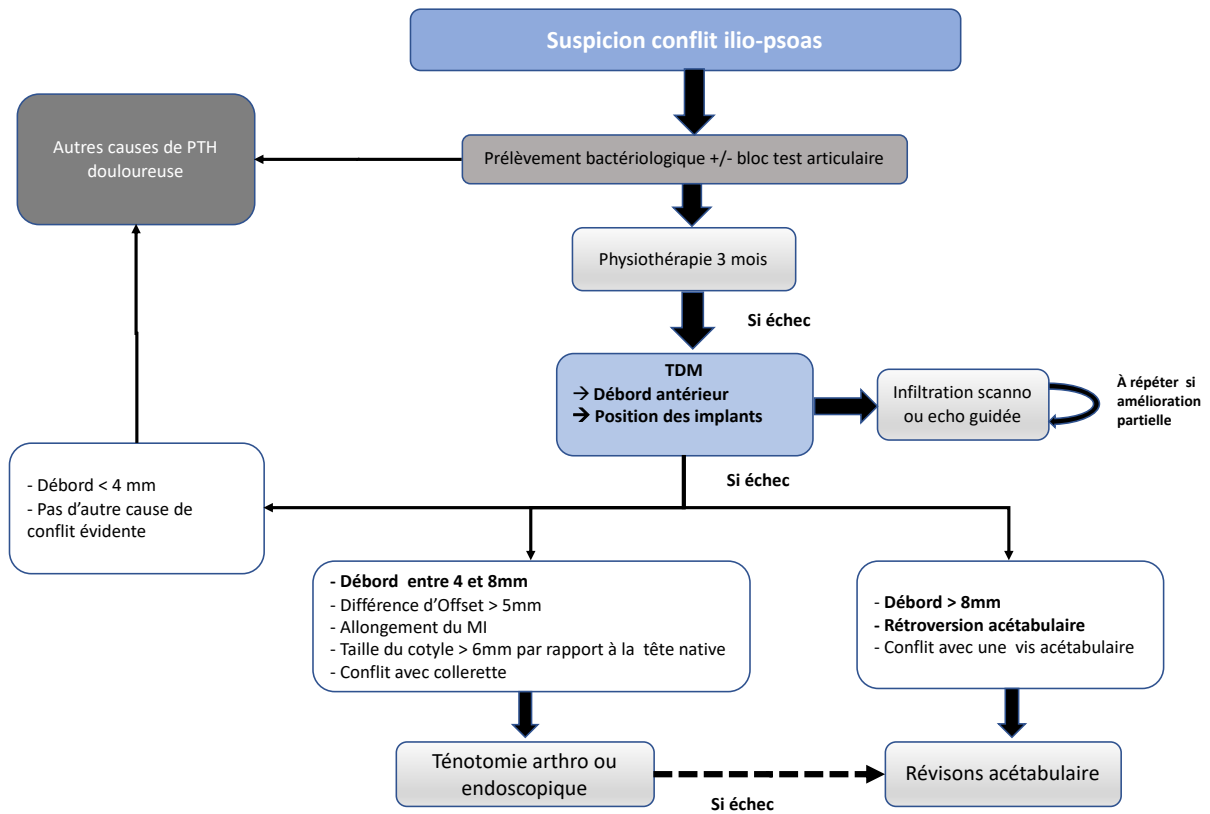 Suspicion conflit ilio-psoas
Autres causes de PTH
douloureuse
Prélèvement bactériologique +/- bloc test articulaire
Physiothérapie 3 mois
Si échec
TDM
→ Débord antérieur
→ Position des implants
Infiltration scanno
ou echo guidée
À répéter si
amélioration
partielle
Si échec
- Débord < 4 mm
- Pas d’autre cause de
conflit évidente
- Débord entre 4 et 8mm
- Différence d’Offset > 5mm
- Allongement du MI
- Taille du cotyle > 6mm par rapport à la tête native
- Conflit avec collerette
- Débord > 8mm
- Rétroversion acétabulaire
- Conflit avec une vis acétabulaire
Ténotomie arthro ou
endoscopique
Si échec
Révisons acétabulaire